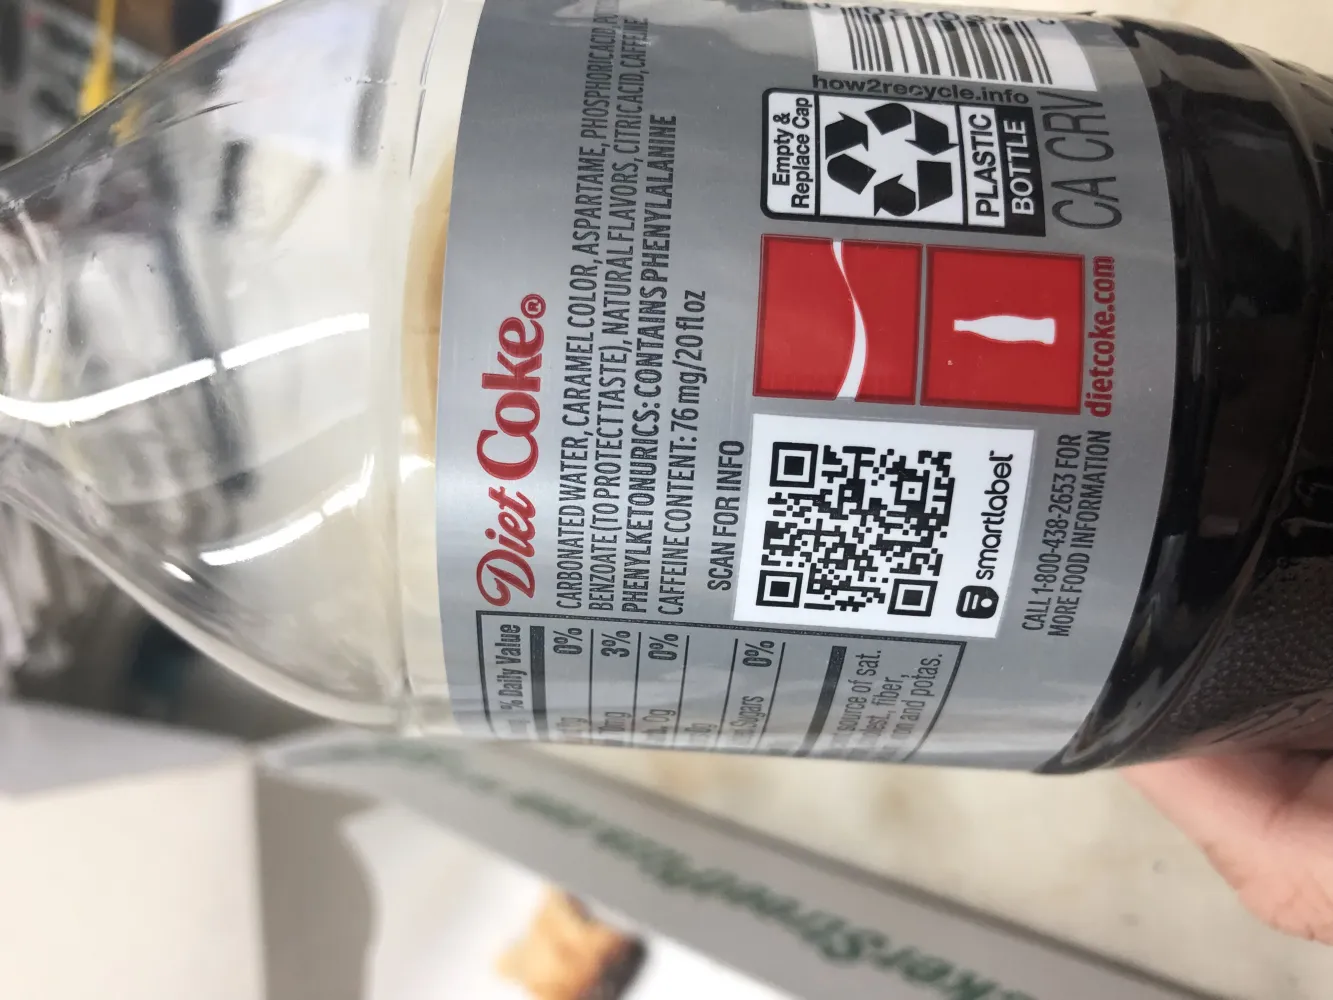 Diet Coke®
CARBONATED WATER, CARAMEL COLOR, ASPARTAME, PHOSPHORIC ACID,
BENZOATE (TO PROTECT TASTE), NATURAL FLAVORS, CITRIC ACID, CAFFEINE
PHENYLKETONURICS: CONTAINS PHENYLALANINE
CAFFEINE CONTENT: 76 mg/20 fl oz
SCAN FOR INFO
smartlabel™
CALL 1-800-438-2653 FOR
MORE FOOD INFORMATION
dietcoke.com
how2recycle.info
Empty &
Replace Cap
PLASTIC
BOTTLE
CA CRV
% Daily Value
0%
3%
0%
0g
Sugars 0%
source of sat.
fiber,
and potas.